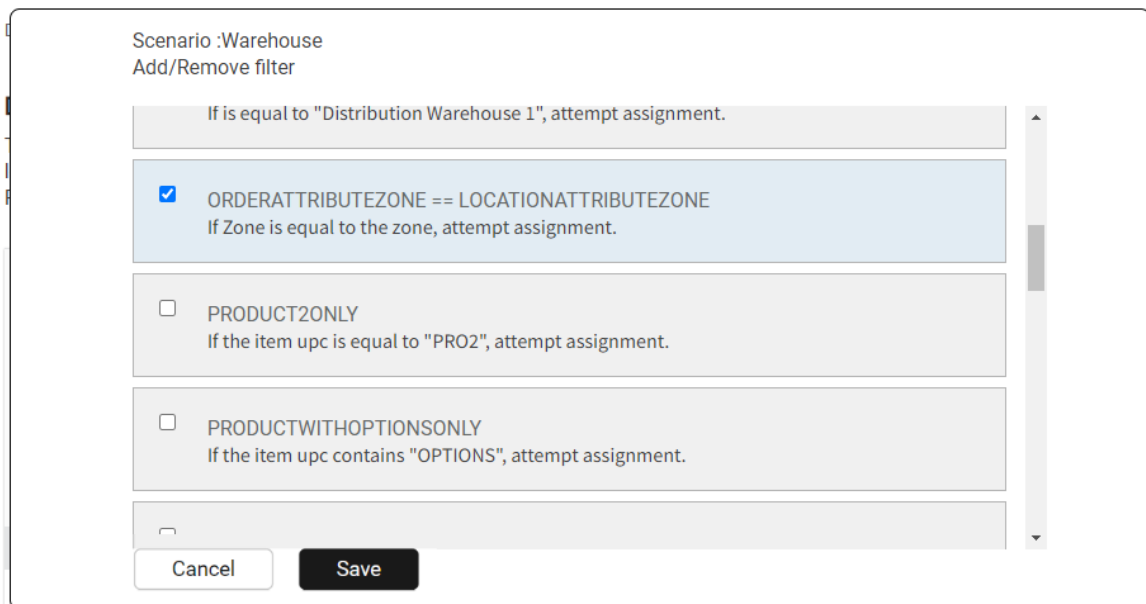 Scenario :Warehouse
Add/Remove filter
If is equal to "Distribution Warehouse 1", attempt assignment.
ORDERATTRIBUTEZONE == LOCATIONATTRIBUTEZONE
If Zone is equal to the zone, attempt assignment.
PRODUCT2ONLY
If the item upc is equal to "PRO2", attempt assignment.
PRODUCTWITHOPTIONSONLY
If the item upc contains "OPTIONS", attempt assignment.
Cancel
Save